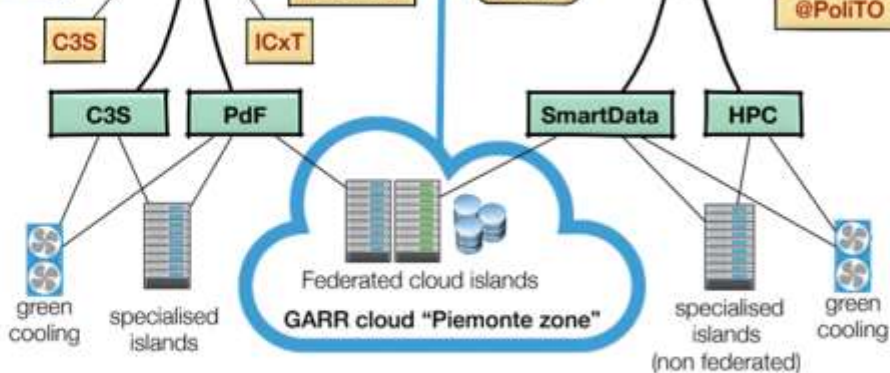 @PoliTO
C3S
ICxT
C3S
PdF
SmartData
HPC
Federated cloud islands
GARR cloud "Piemonte zone"
green
cooling
specialised
islands
specialised
islands
(non federated)
green
cooling